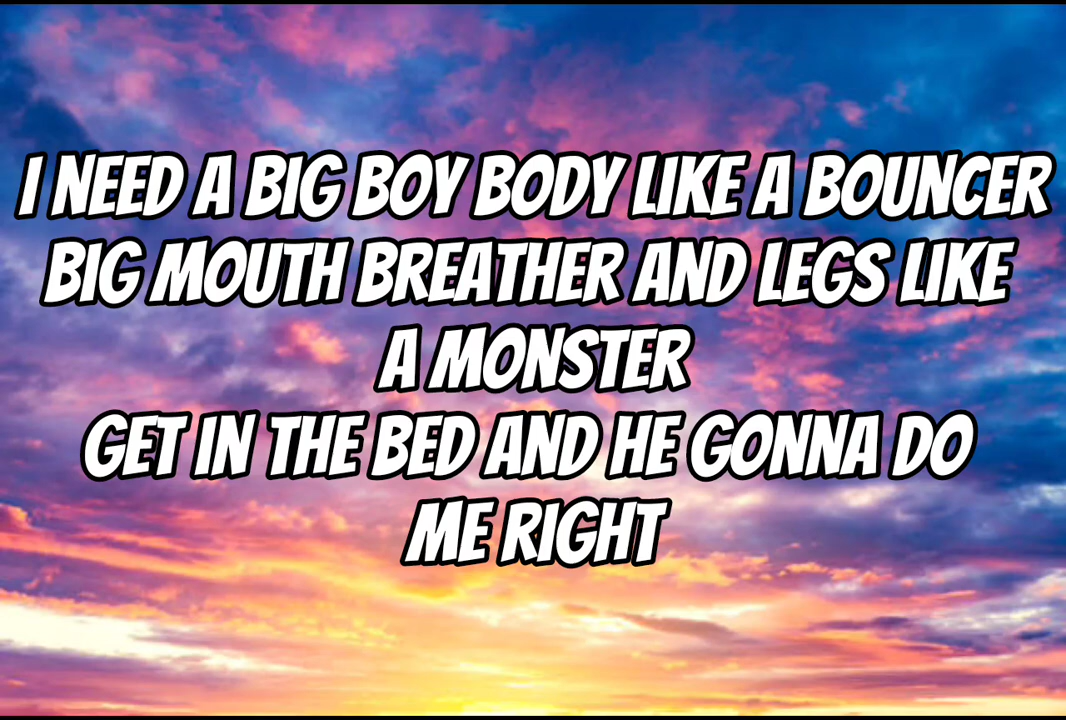 I NEED A BIG BOY BODY LIKE A BOUNCER
BIG MOUTH BREATHER AND LEGS LIKE
A MONSTER
GET IN THE BED AND HE GONNA DO
ME RIGHT